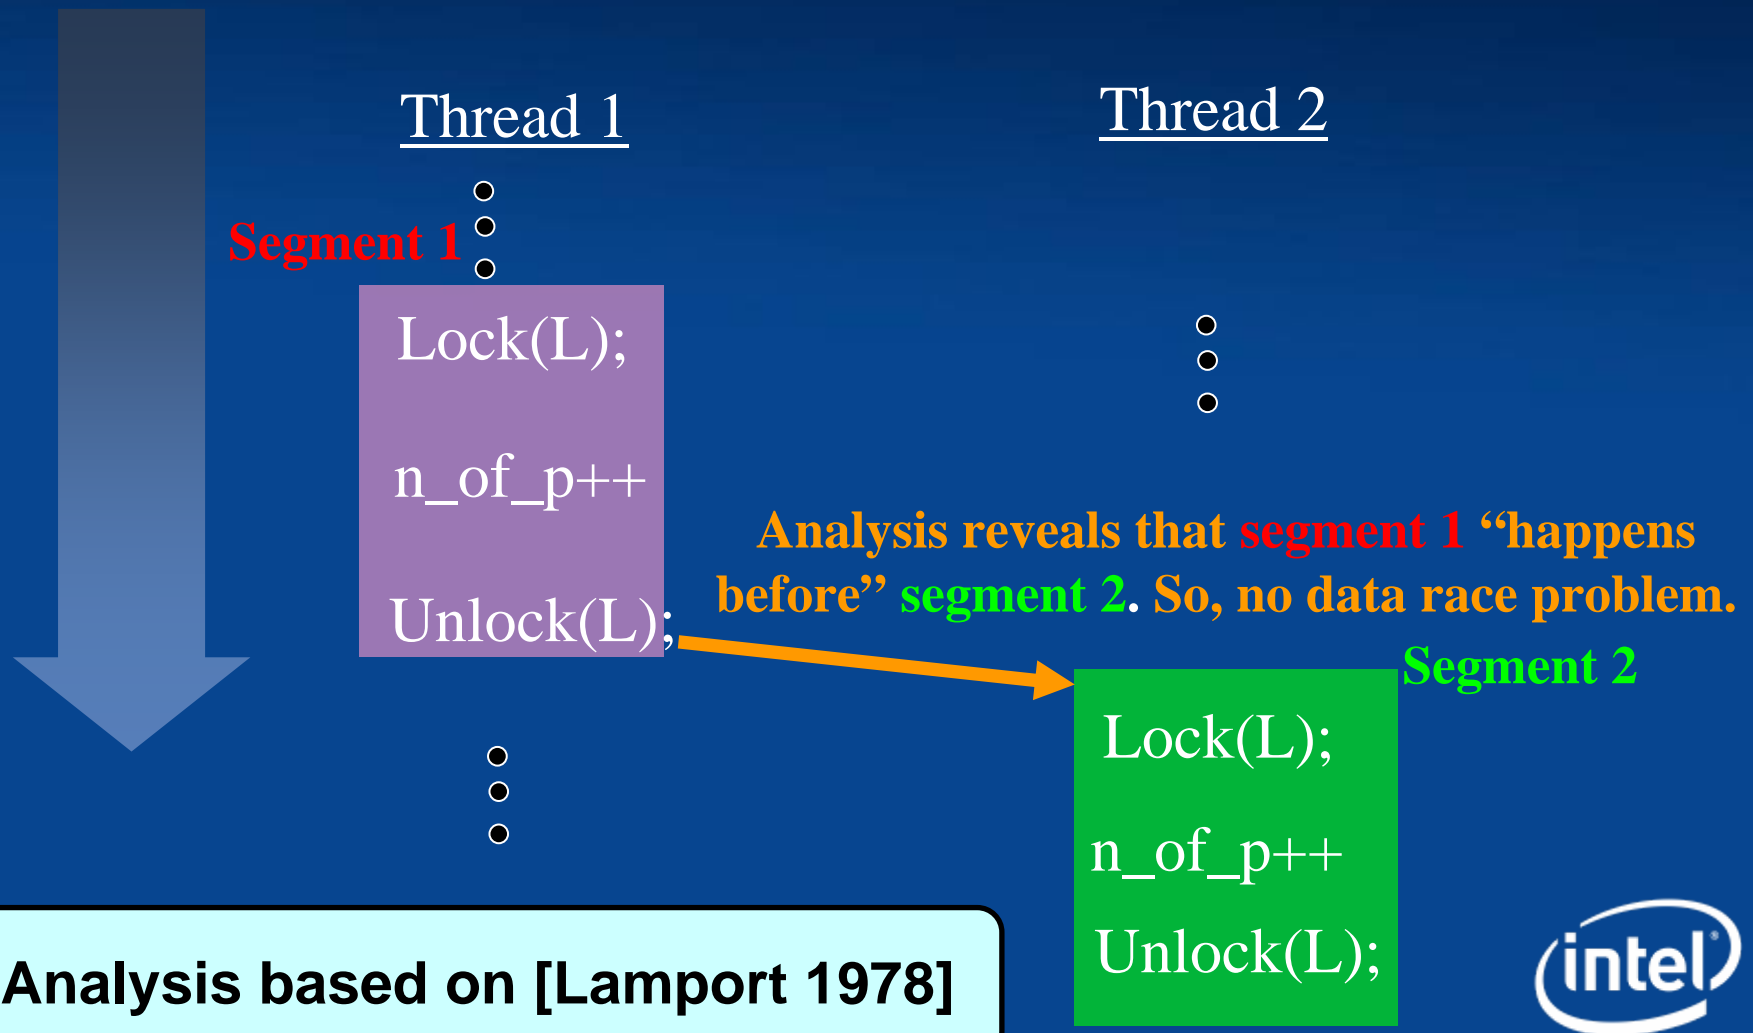 Thread 1
Thread 2
Segment 1
Lock(L);
n_of_p++
Unlock(L);
Analysis reveals that segment 1 “happens
before” segment 2. So, no data race problem.
Segment 2
Lock(L);
n_of_p++
Unlock(L);
Analysis based on [Lamport 1978]
intel®